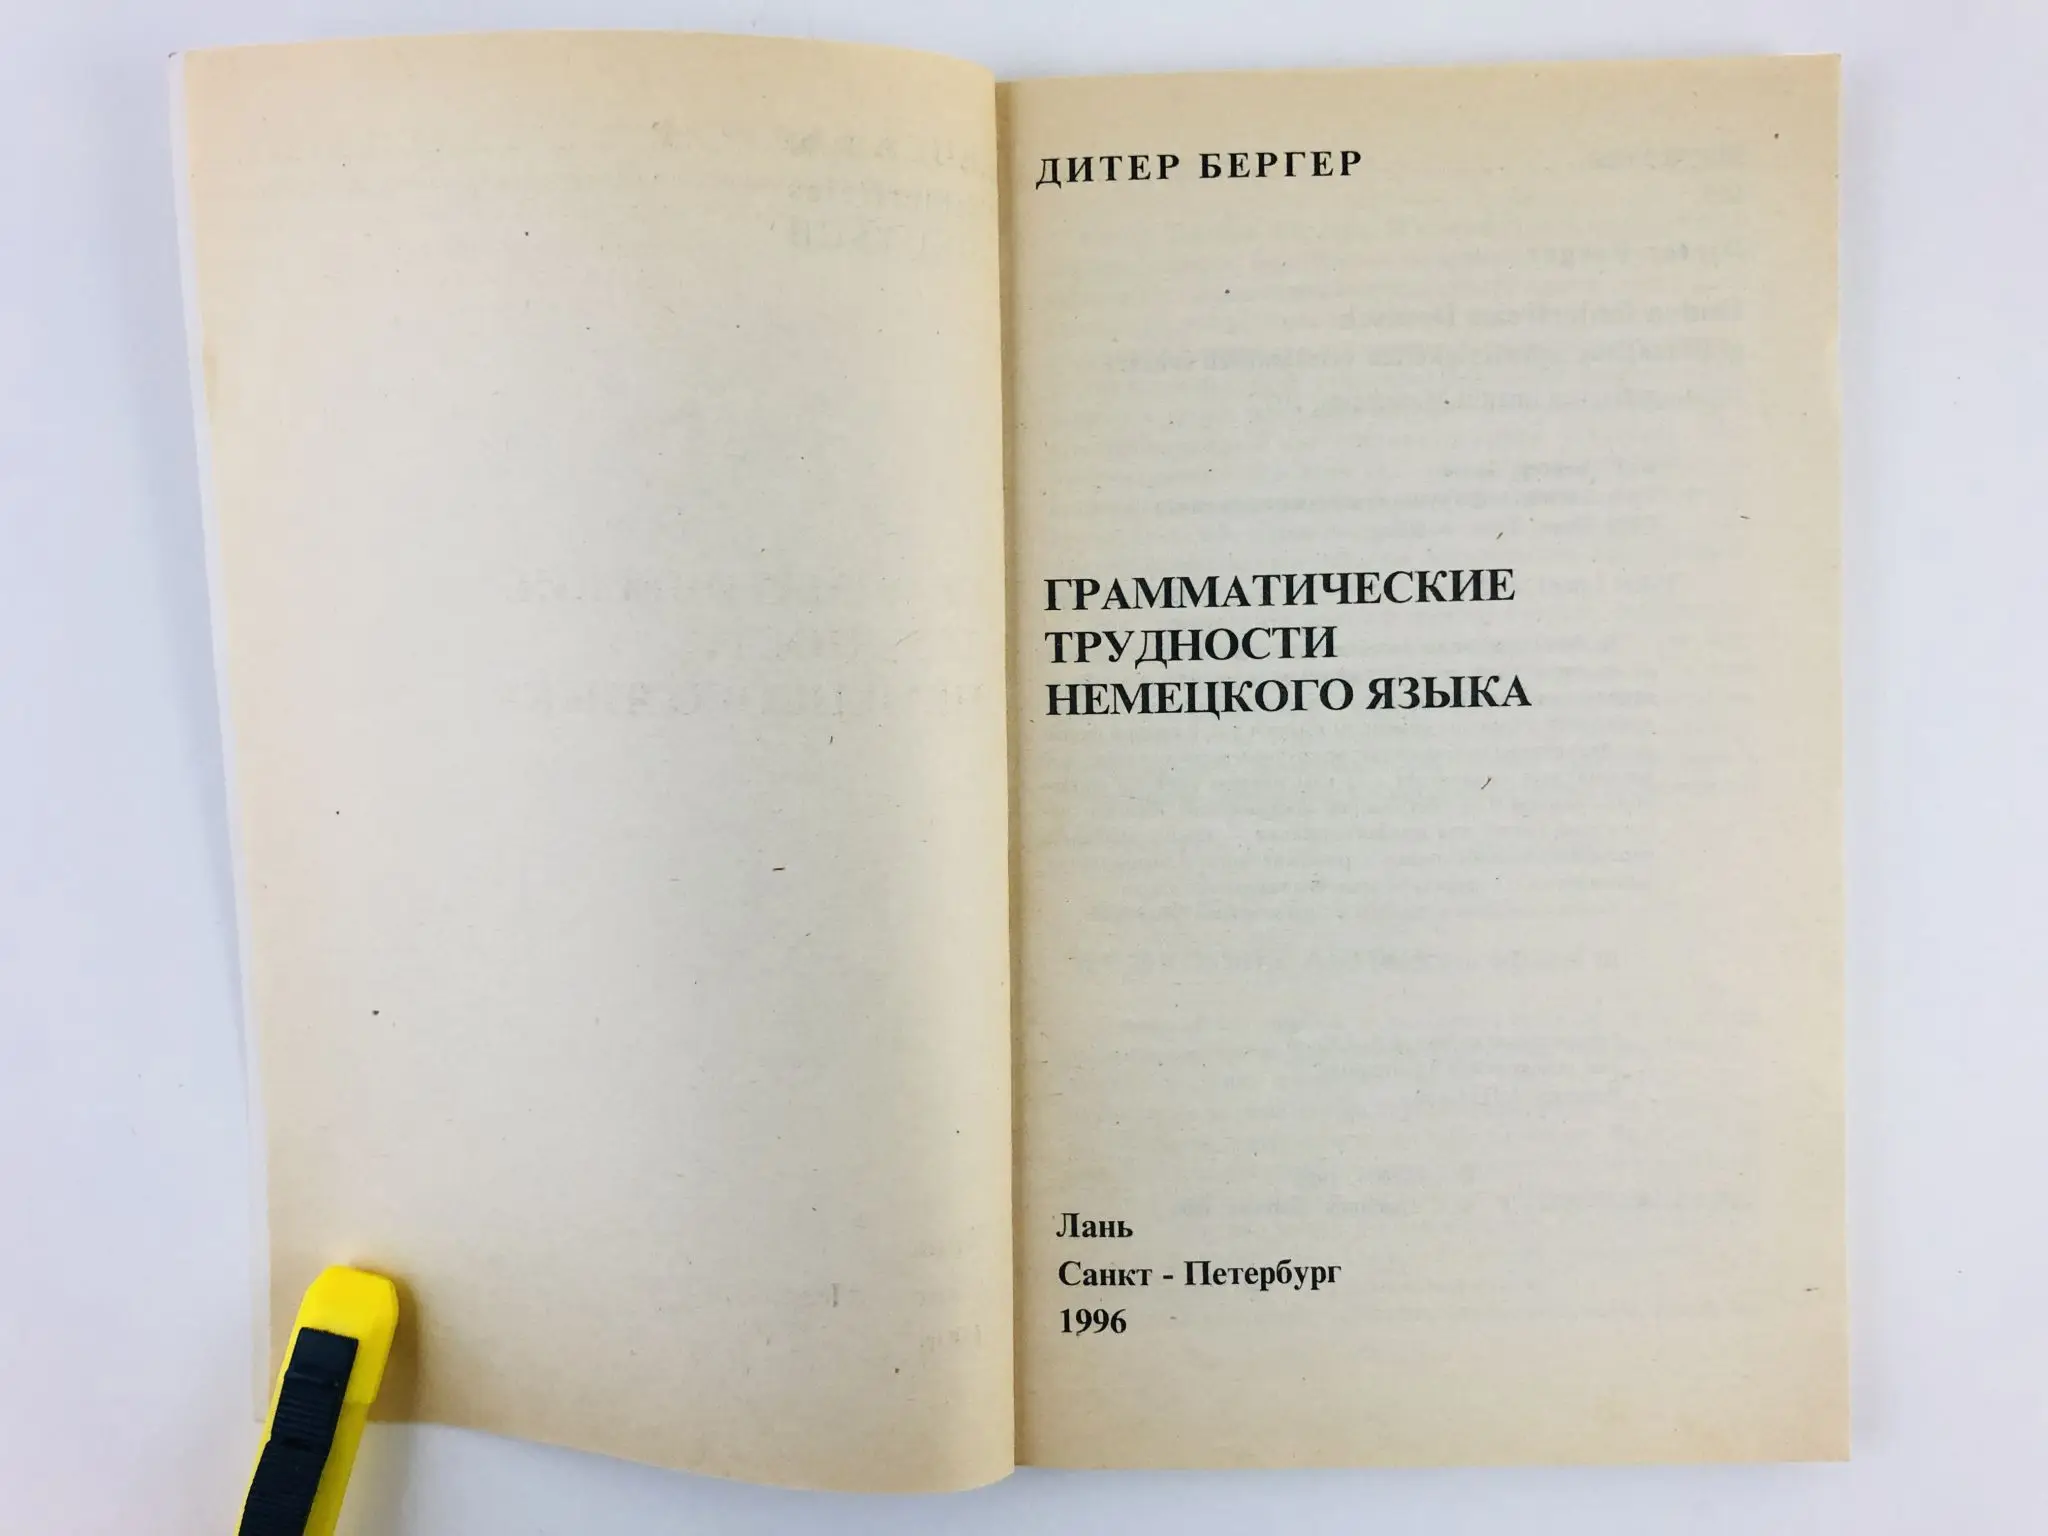 ДИТЕР БЕРГЕР
ГРАММАТИЧЕСКИЕ
ТРУДНОСТИ
НЕМЕЦКОГО ЯЗЫКА
Лань
Санкт - Петербург
1996